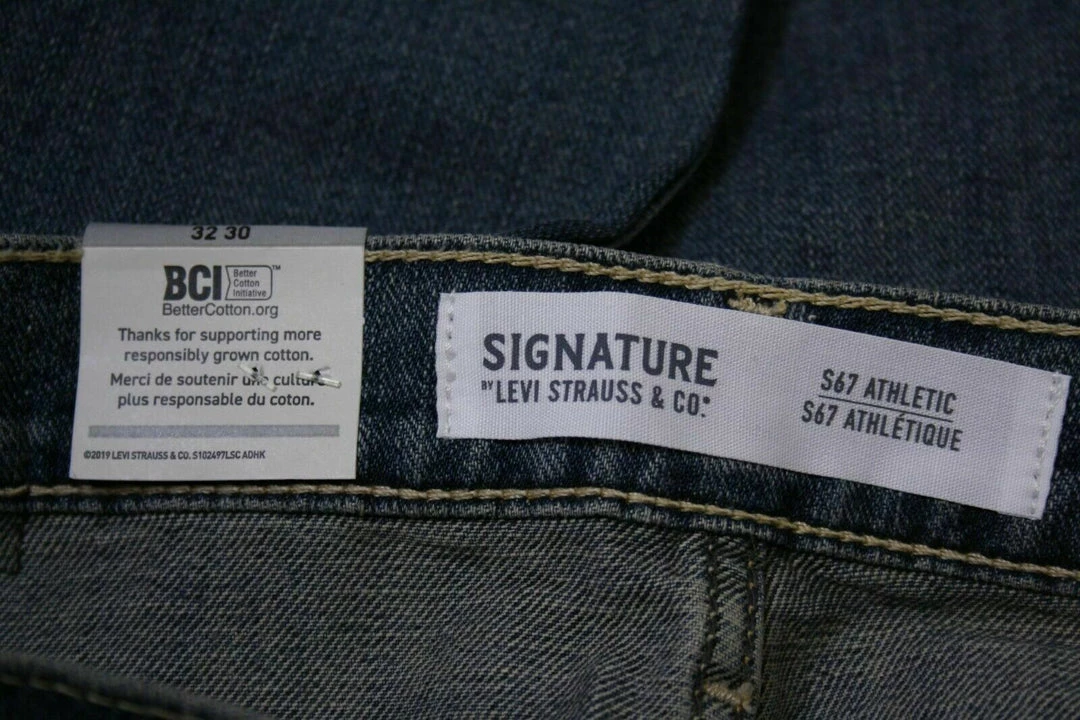 32 30
BCI Better
Cotton
Initiative™
BetterCotton.org
Thanks for supporting more
responsibly grown cotton.
Merci de soutenir une culture
plus responsable du coton.
©2019 LEVI STRAUSS & CO. S102497LSC ADHK
SIGNATURE
BY LEVI STRAUSS & CO.®
S67 ATHLETIC
S67 ATHLÉTIQUE